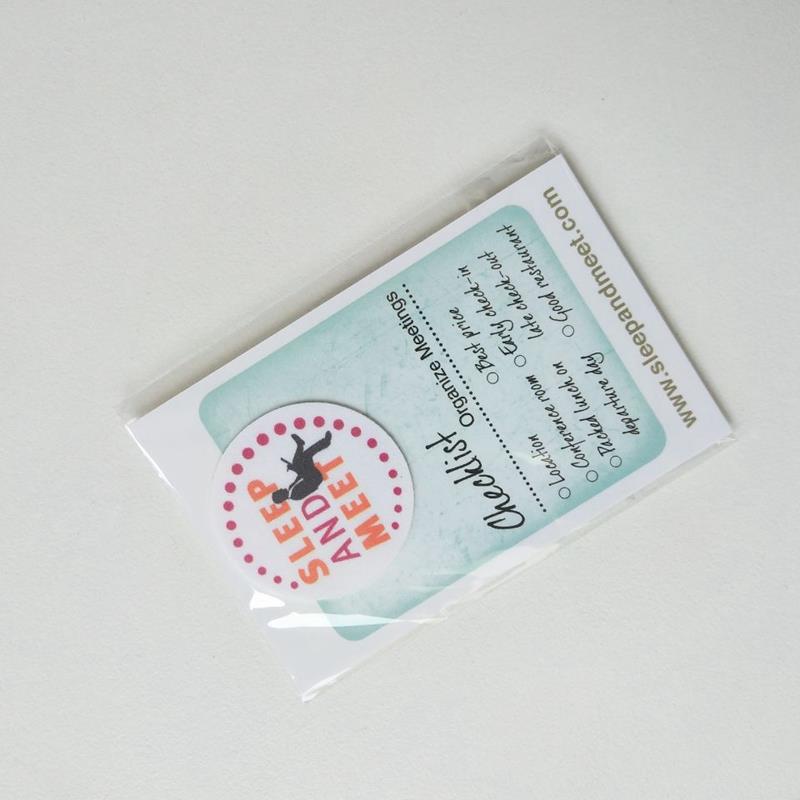 SLEEP
AND
MEET
Checklist
Organize Meetings
Location
Conference room
Packed lunch on
departure day
Best price
Early check-in
late check-out
Good restaurant
www.sleepandmeet.com